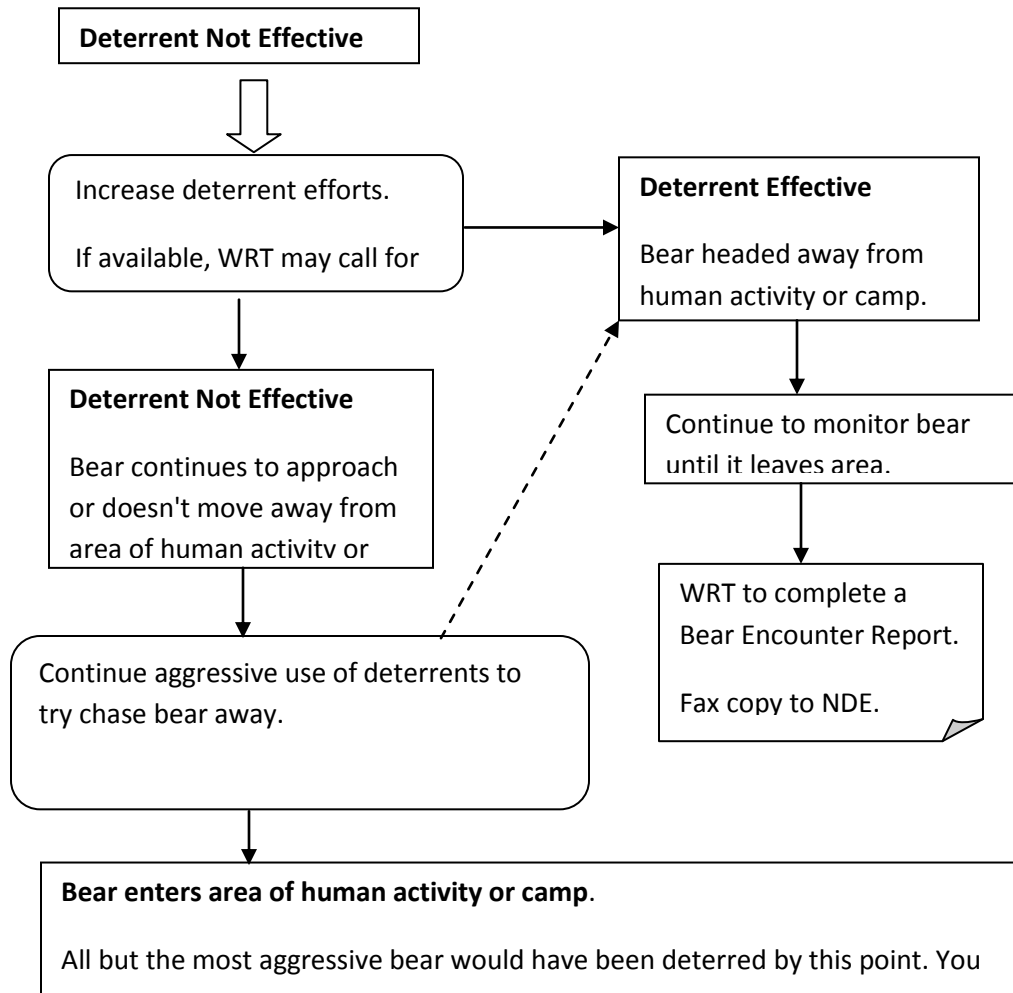 Deterrent Not Effective
Increase deterrent efforts.
If available, WRT may call for
Deterrent Effective
Bear headed away from
human activity or camp.
Deterrent Not Effective
Bear continues to approach
or doesn't move away from
area of human activity or
Continue to monitor bear
until it leaves area.
WRT to complete a
Bear Encounter Report.
Fax copy to NDE.
Continue aggressive use of deterrents to
try chase bear away.
Bear enters area of human activity or camp.
All but the most aggressive bear would have been deterred by this point. You